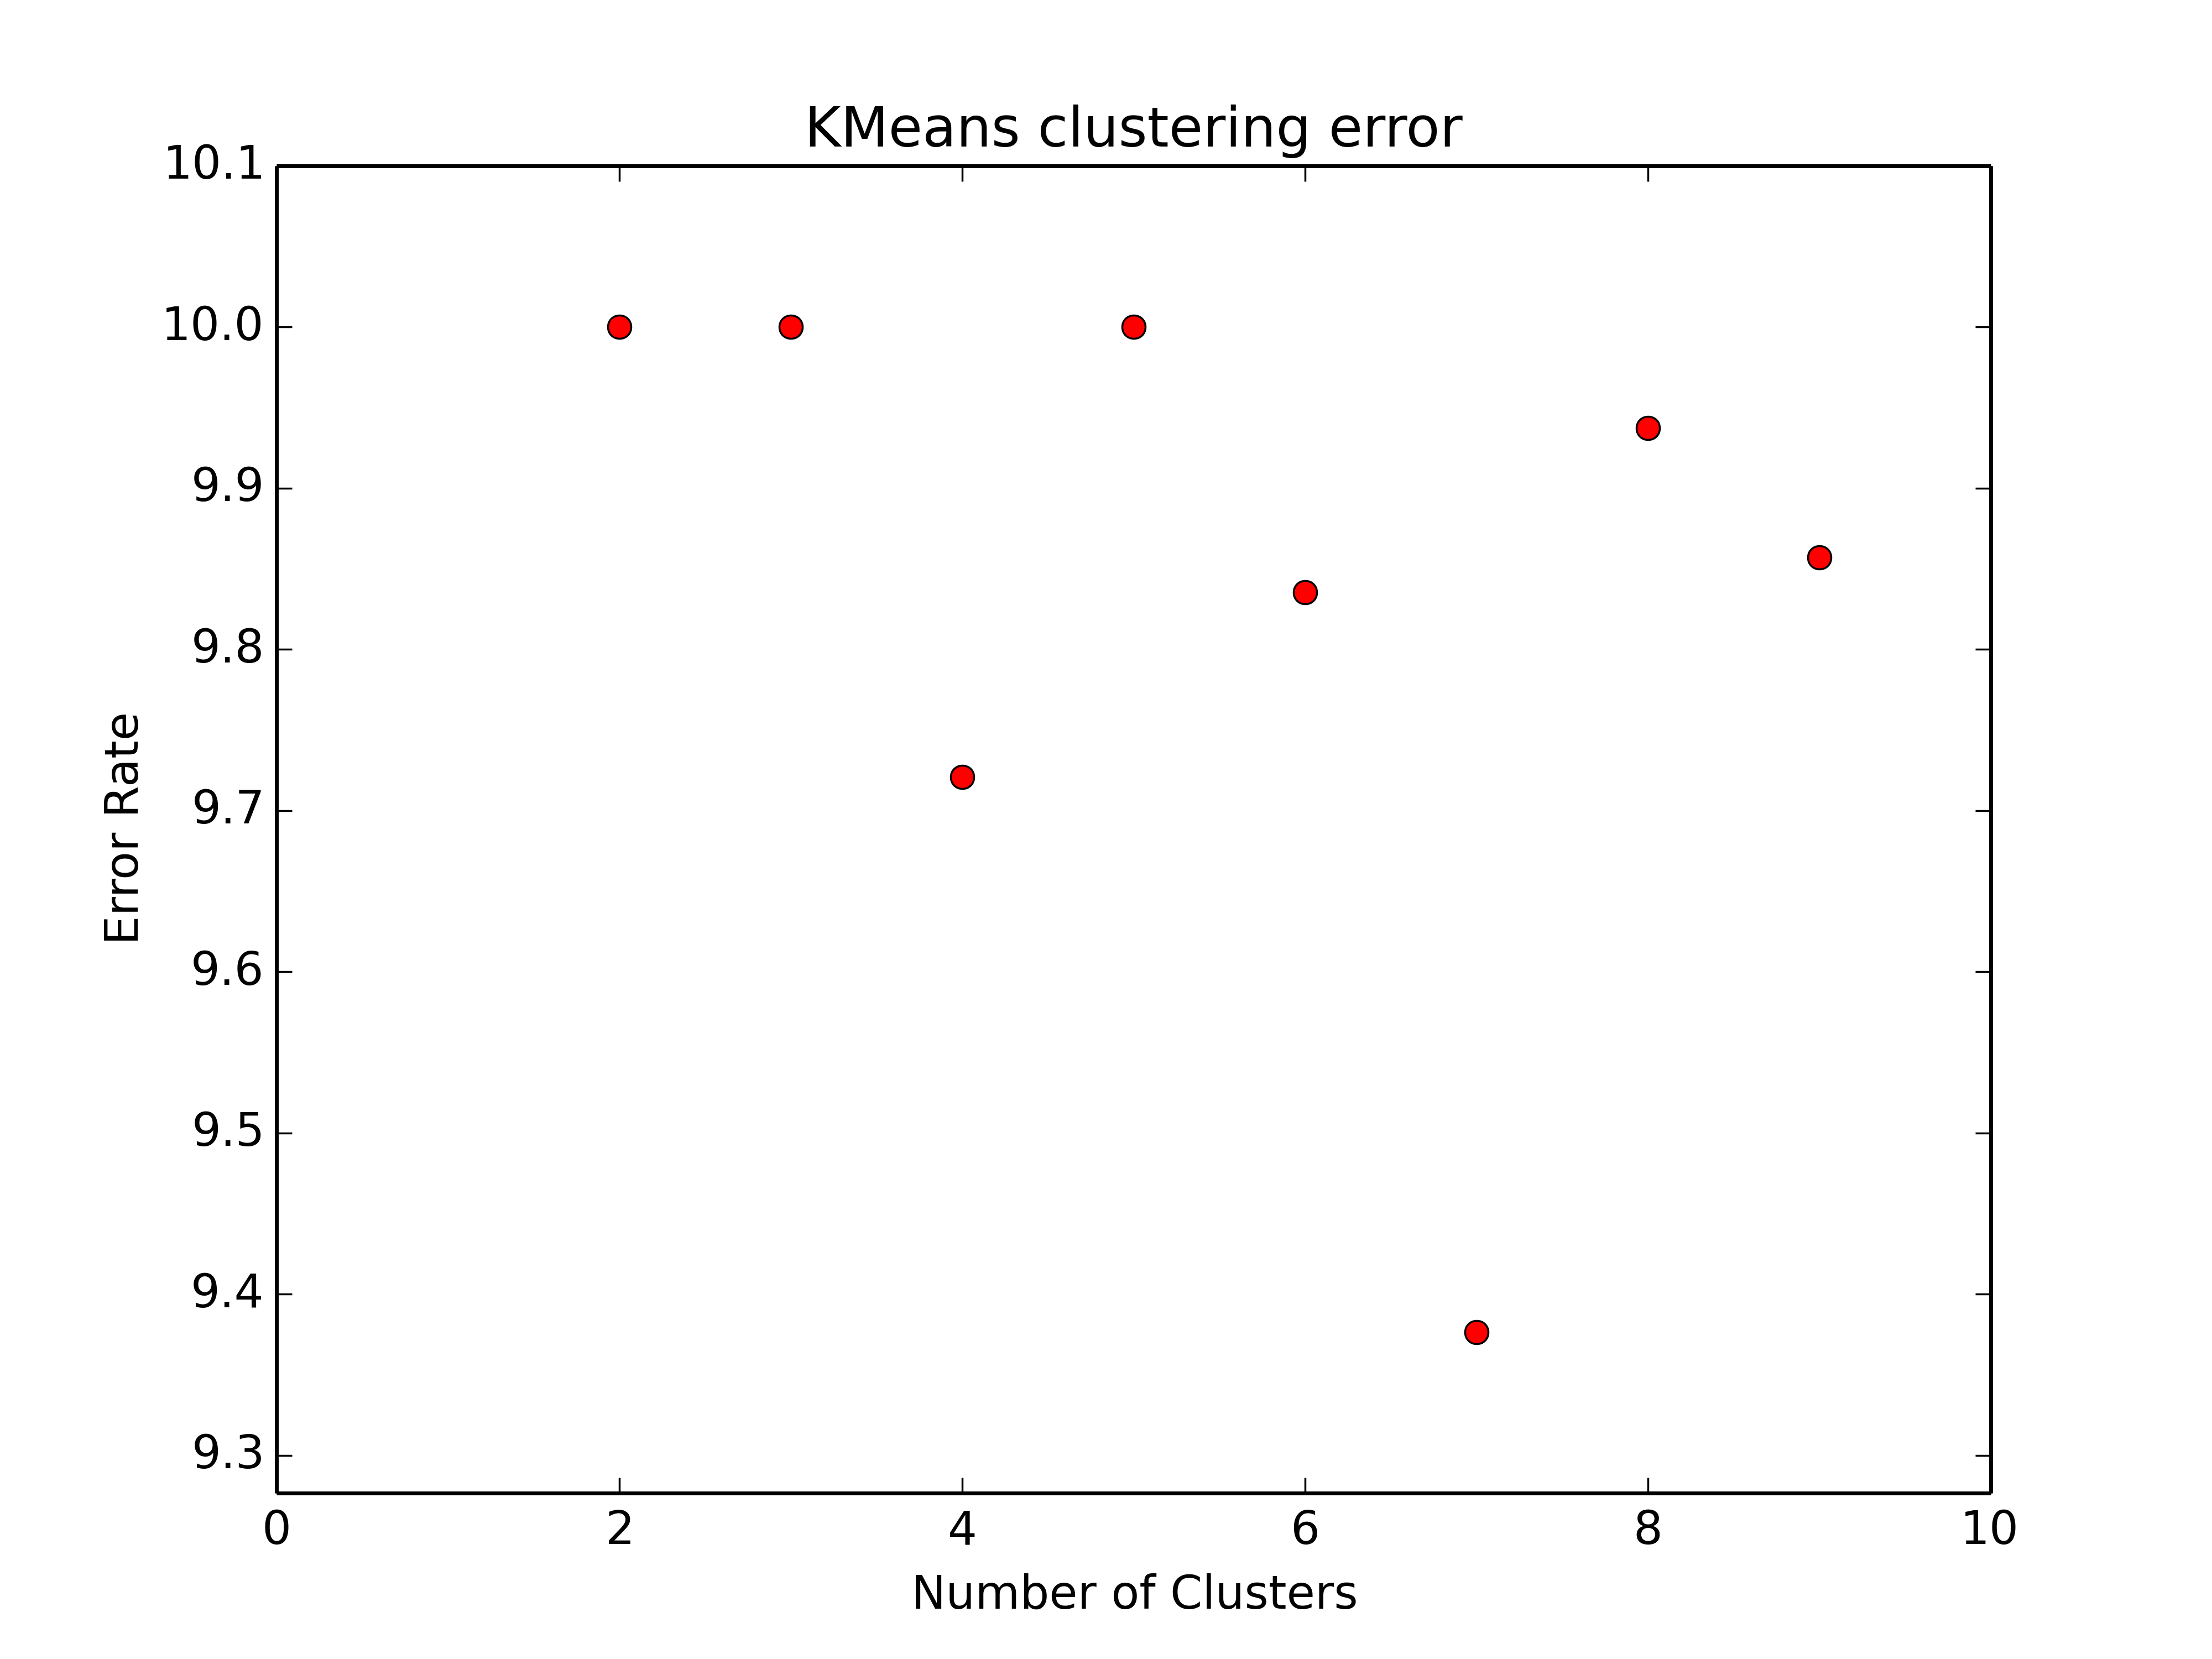 KMeans clustering error
10.1
10.0
9.9
9.8
9.7
9.6
9.5
9.4
9.3
Error Rate
0 2 4 6 8 10
Number of Clusters